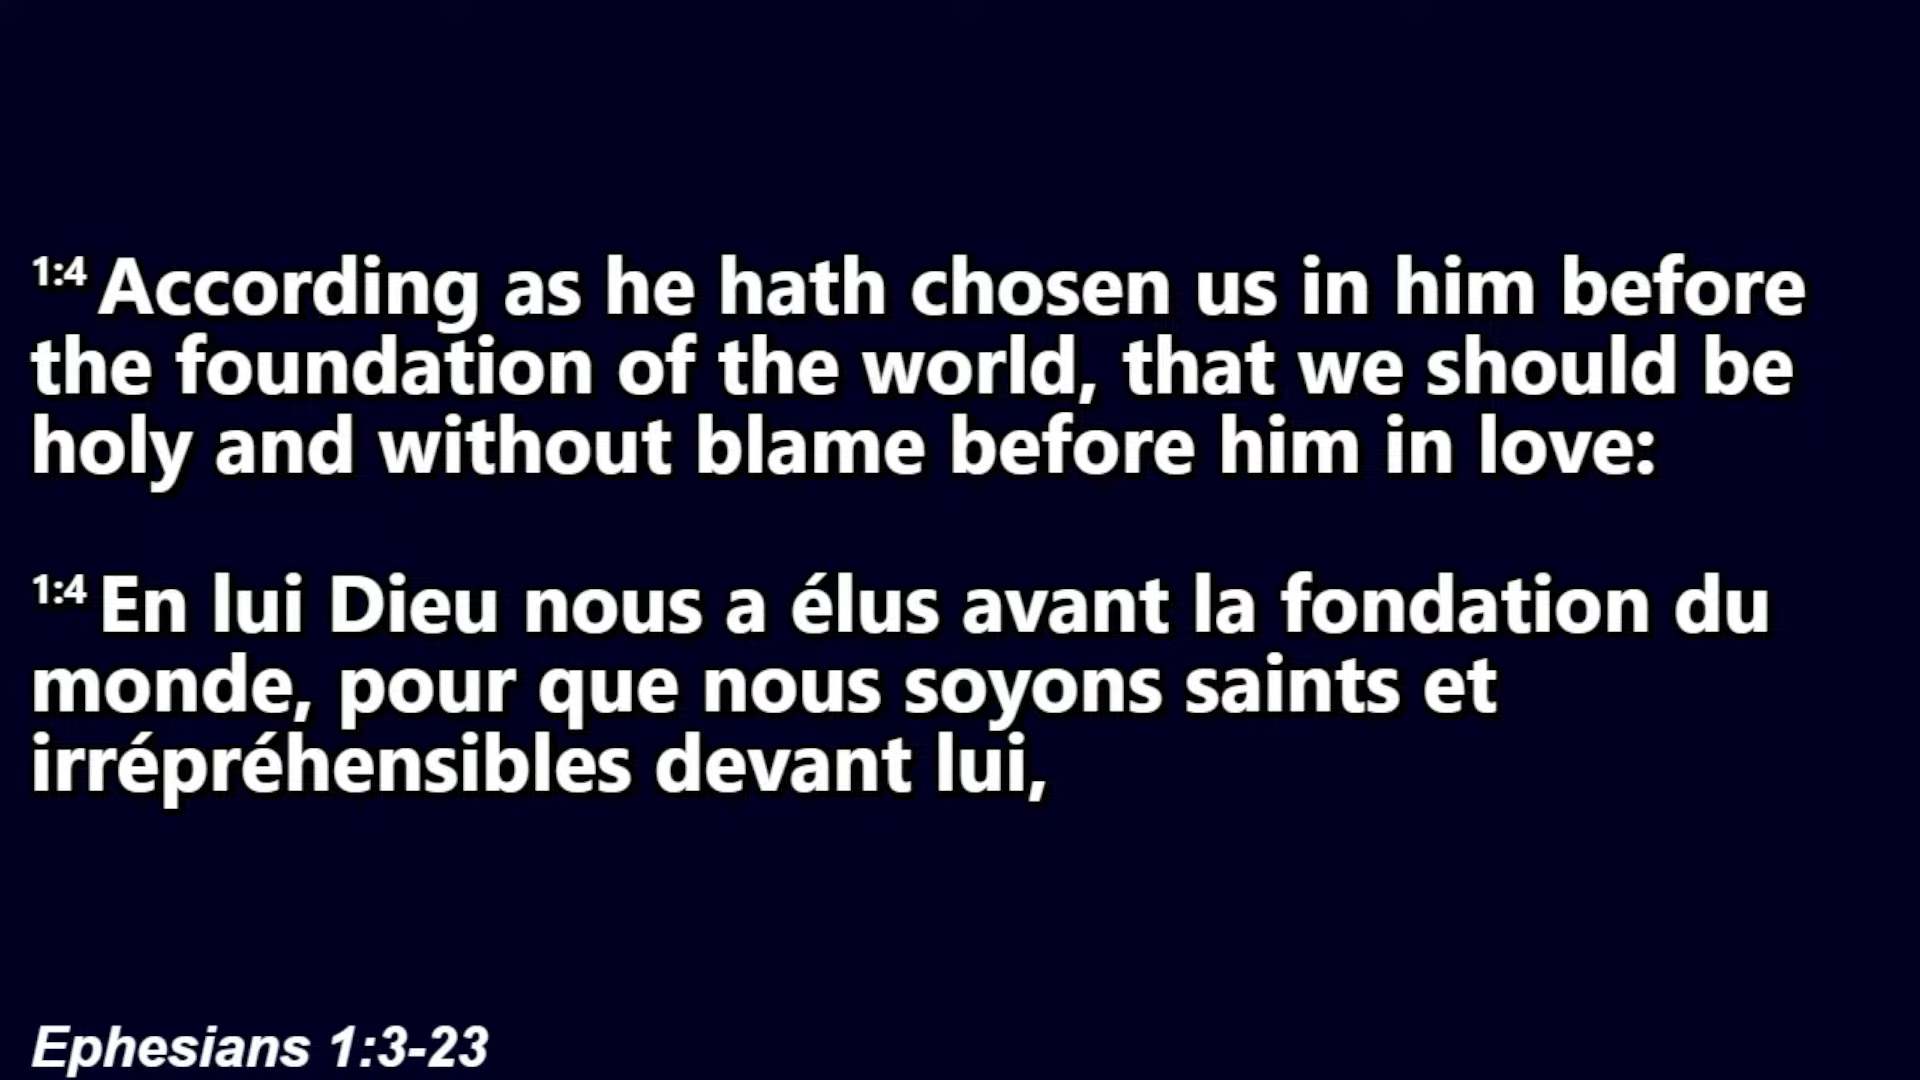 1:4 According as he hath chosen us in him before
the foundation of the world, that we should be
holy and without blame before him in love:
1:4 En lui Dieu nous a élus avant la fondation du
monde, pour que nous soyons saints et
irrépréhensibles devant lui,
Ephesians 1:3-23